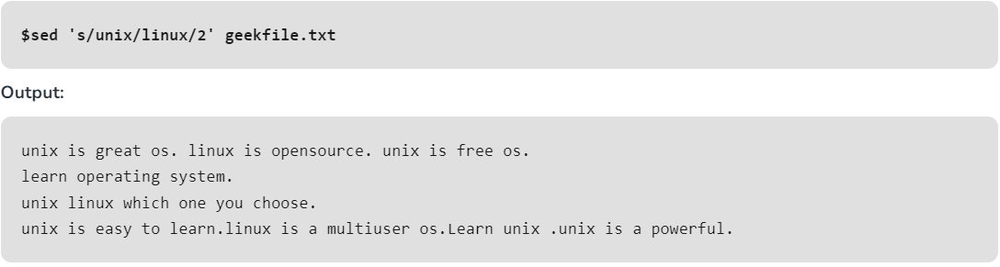 $sed 's/unix/linux/2' geekfile.txt
Output:
unix is great os. linux is opensource. unix is free os.
learn operating system.
unix linux which one you choose.
unix is easy to learn.linux is a multiuser os.Learn unix .unix is a powerful.